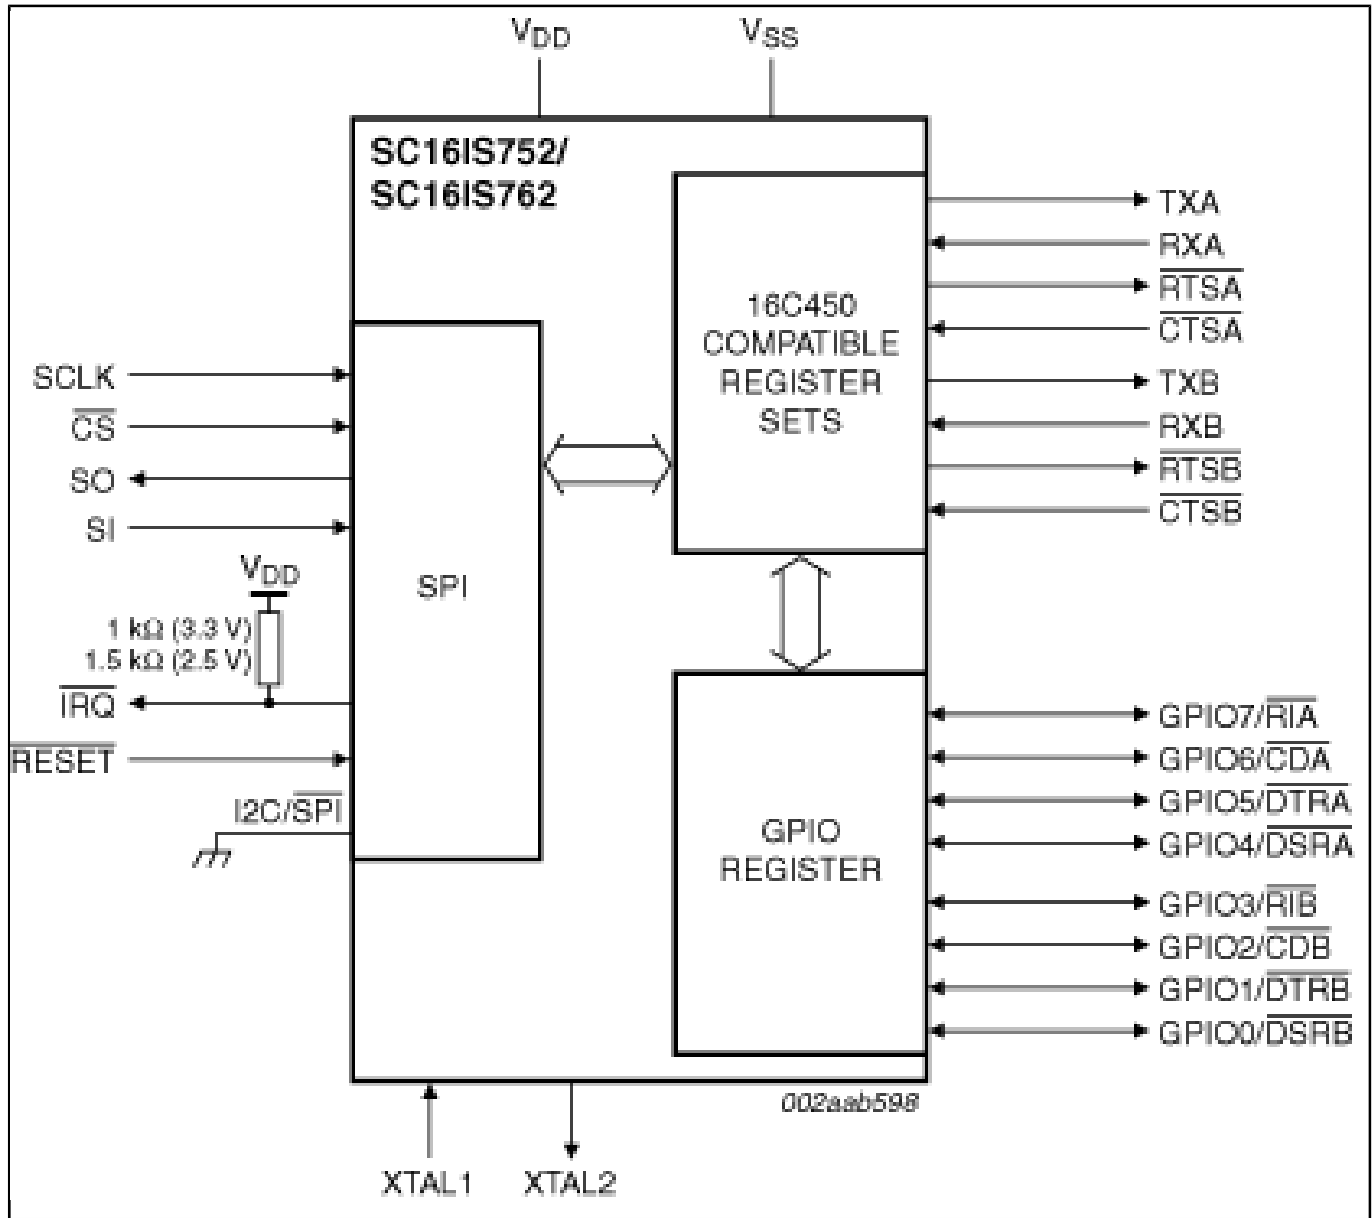 VDD
VSS
SC16IS752/
SC16IS762
TXA
RXA
RTSA
CTSA
TXB
RXB
RTSB
CTSB
16C450
COMPATIBLE
REGISTER
SETS
SCLK
CS
SO
SI
VDD
1 kΩ (3.3 V)
1.5 kΩ (2.5 V)
IRQ
RESET
I2C/SPI
SPI
GPIO
REGISTER
GPIO7/RIA
GPIO6/CDA
GPIO5/DTRA
GPIO4/DSRA
GPIO3/RIB
GPIO2/CDB
GPIO1/DTRB
GPIO0/DSRB
002aab598
XTAL1
XTAL2